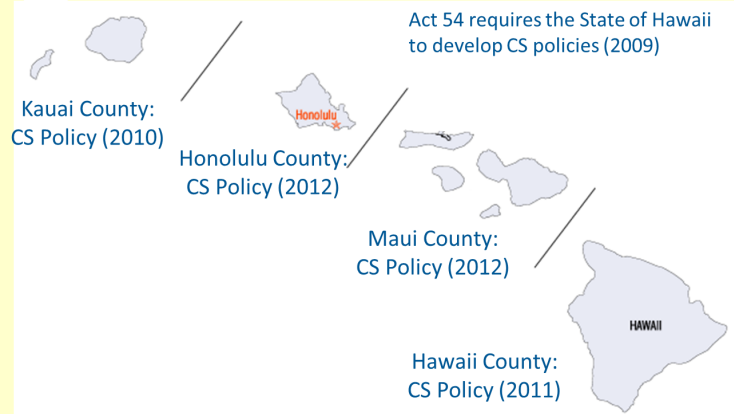 Act 54 requires the State of Hawaii
to develop CS policies (2009)
Kauai County:
CS Policy (2010)
Honolulu
Honolulu County:
CS Policy (2012)
Maui County:
CS Policy (2012)
HAWAII
Hawaii County:
CS Policy (2011)